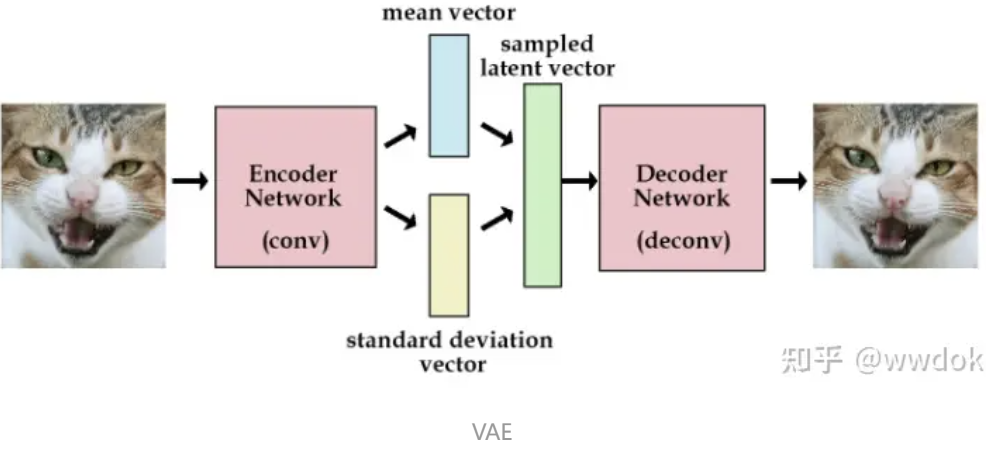 mean vector
sampled
latent vector
Encoder
Network
(conv)
Decoder
Network
(deconv)
standard deviation
vector
知乎 @wwdok
VAE